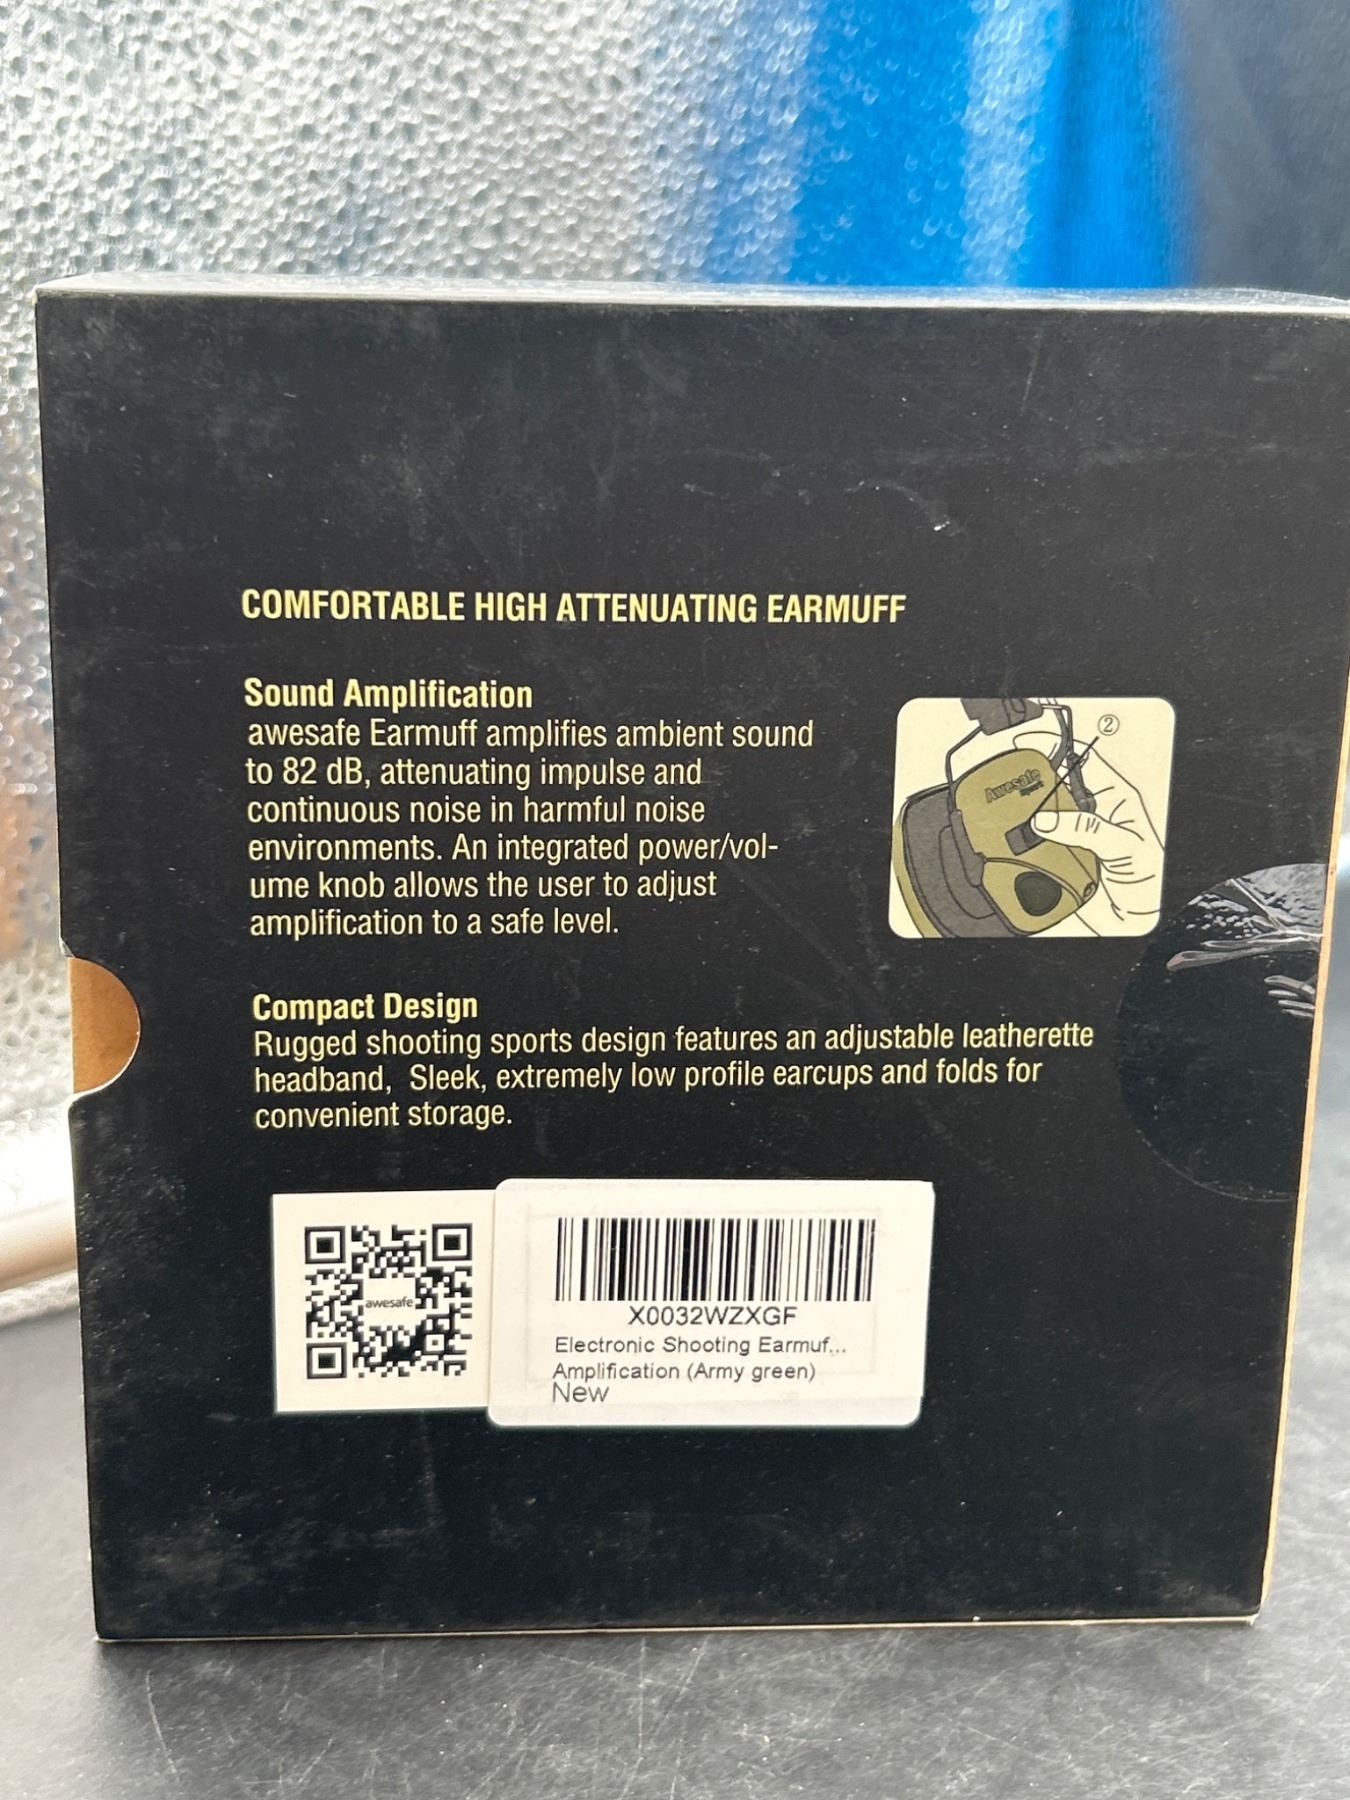 COMFORTABLE HIGH ATTENUATING EARMUFF
Sound Amplification
awesafe Earmuff amplifies ambient sound
to 82 dB, attenuating impulse and
continuous noise in harmful noise
environments. An integrated power/vol-
ume knob allows the user to adjust
amplification to a safe level.
②
Awesafe
Sport
Compact Design
Rugged shooting sports design features an adjustable leatherette
headband, Sleek, extremely low profile earcups and folds for
convenient storage.
awesafe
X0032WZXGF
Electronic Shooting Earmuf...
Amplification (Army green)
New